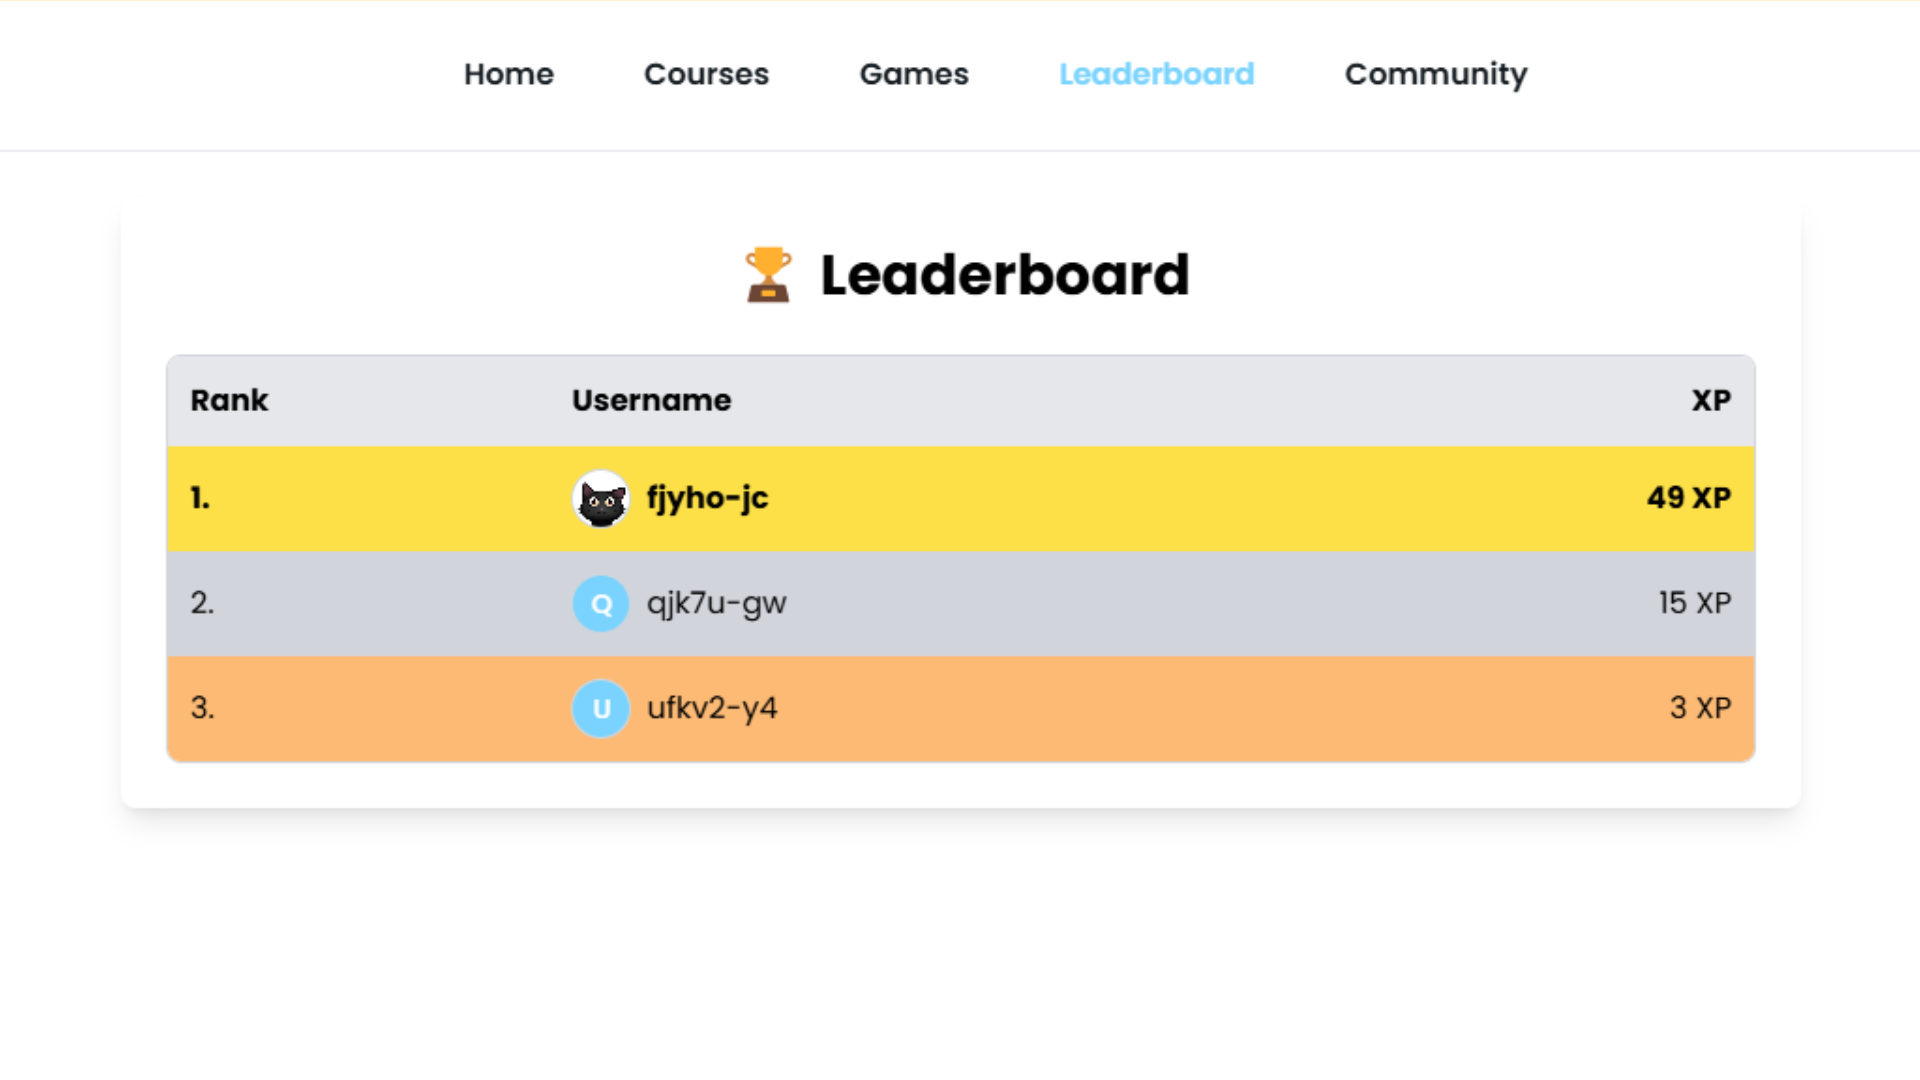 Home Courses Games Leaderboard Community
Leaderboard
Rank Username XP
1. fjyho-jc 49 XP
2. Q qjk7u-gw 15 XP
3. U ufkv2-y4 3 XP